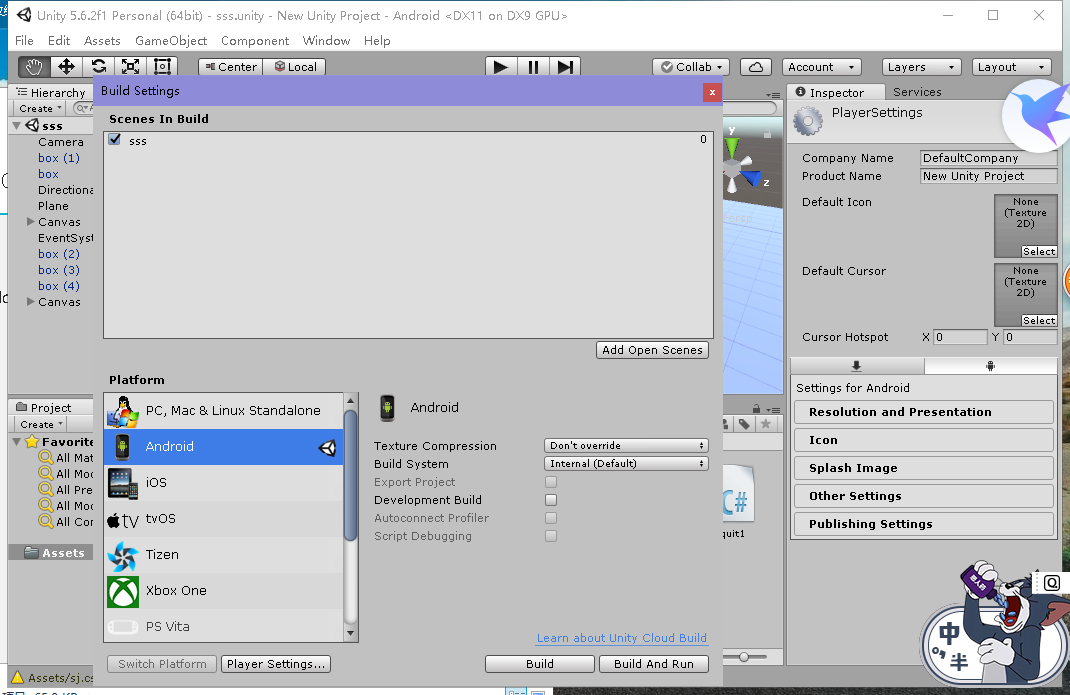 Unity 5.6.2f1 Personal (64bit) - sss.unity - New Unity Project - Android <DX11 on DX9 GPU>
File Edit Assets GameObject Component Window Help
Center Local Collab Account Layers Layout
Hierarchy
Create
sss
Camera
box (1)
box
Directiona
Plane
Canvas
EventSyst
box (2)
box (3)
box (4)
Canvas
Project
Create
Favorite
All Mat
All Mod
All Pre
All Mod
All Con
Assets
Assets/sj.cs
Build Settings
x
Scenes In Build
sss 0
Add Open Scenes
Platform
PC, Mac & Linux Standalone
Android
iOS
tv tvOS
Tizen
Xbox One
PS Vita
Switch Platform Player Settings...
Android
Texture Compression Don't override
Build System Internal (Default)
Export Project
Development Build
Autoconnect Profiler
Script Debugging
Learn about Unity Cloud Build
Build Build And Run
y
z
Persp
C#
quit1
Inspector Services
PlayerSettings
Company Name DefaultCompany
Product Name New Unity Project
Default Icon
None
(Texture
2D)
Select
Default Cursor
None
(Texture
2D)
Select
Cursor Hotspot X 0 Y 0
Settings for Android
Resolution and Presentation
Icon
Splash Image
Other Settings
Publishing Settings
中
半